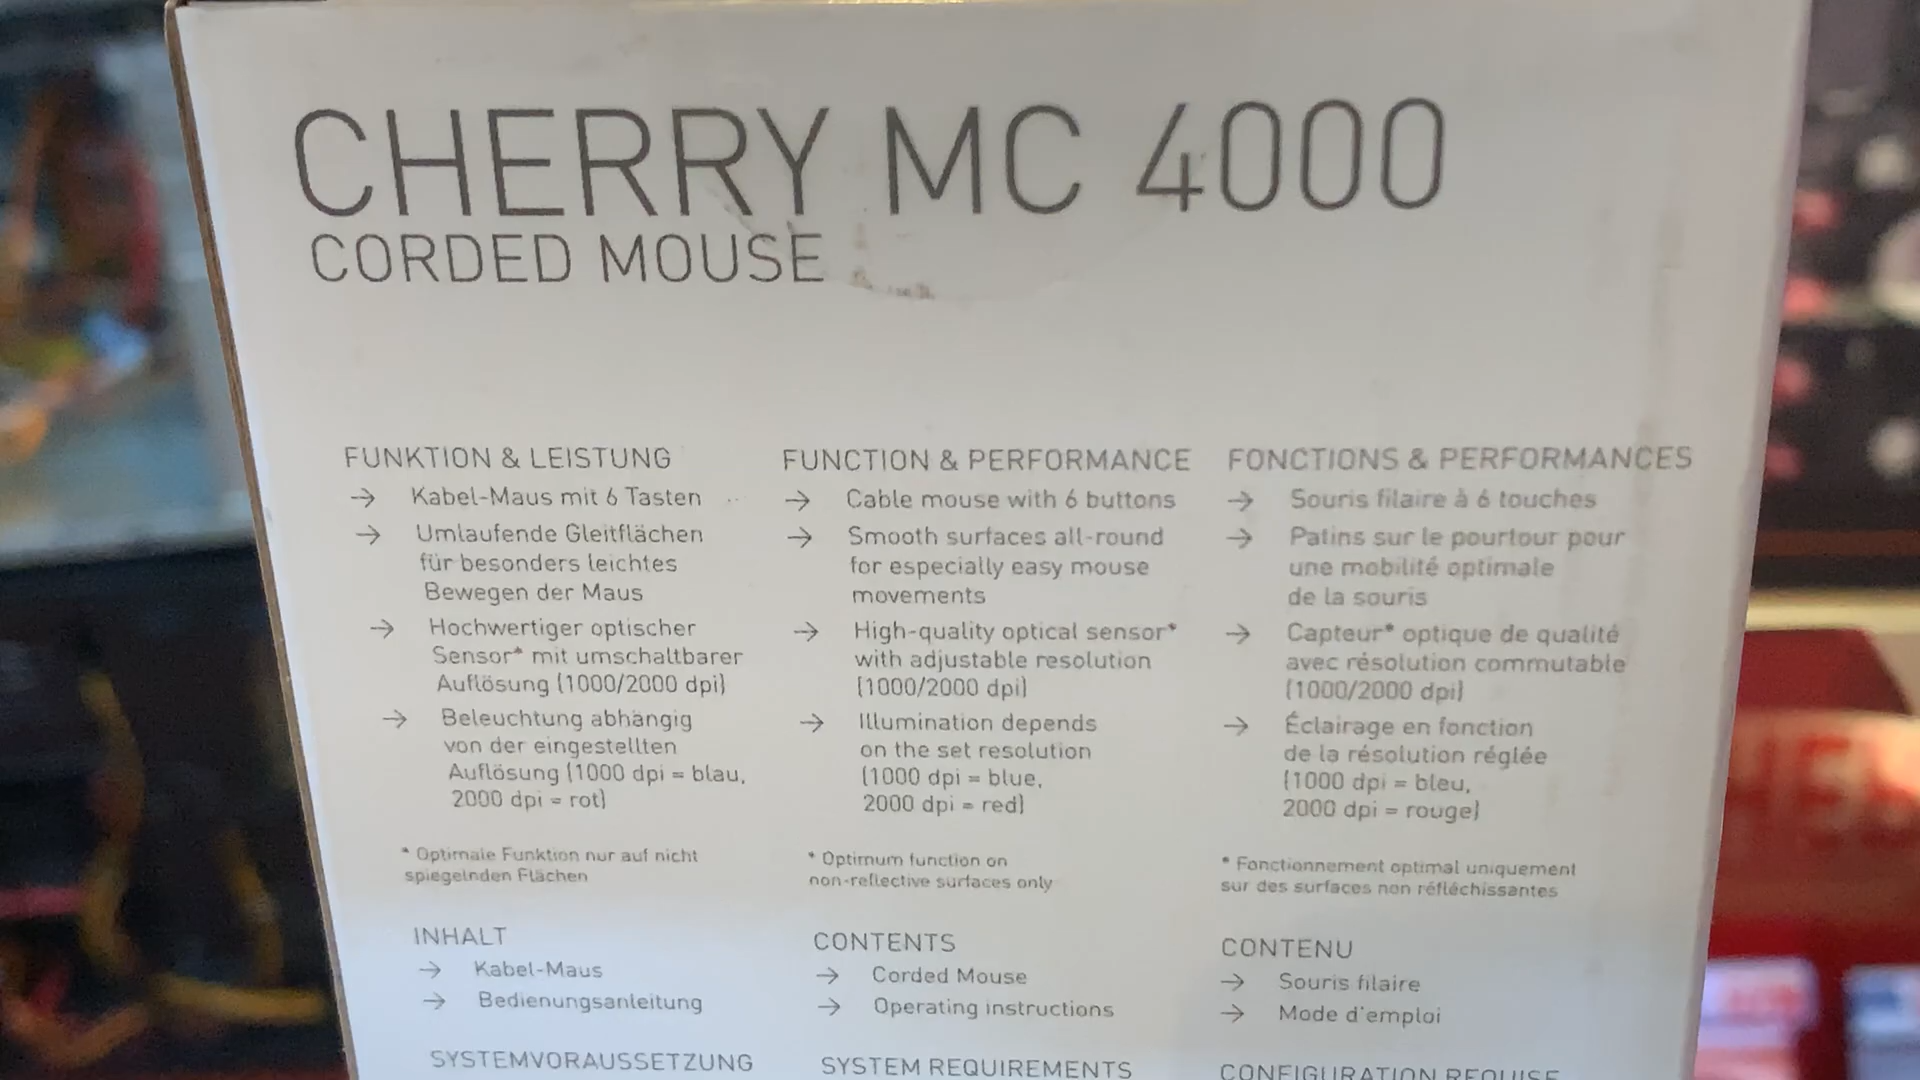 CHERRY MC 4000
CORDED MOUSE
FUNKTION & LEISTUNG
→ Kabel-Maus mit 6 Tasten
→ Umlaufende Gleitflächen
für besonders leichtes
Bewegen der Maus
→ Hochwertiger optischer
Sensor* mit umschaltbarer
Auflösung (1000/2000 dpi)
→ Beleuchtung abhängig
von der eingestellten
Auflösung (1000 dpi = blau,
2000 dpi = rot)
* Optimale Funktion nur auf nicht
spiegelnden Flächen
INHALT
→ Kabel-Maus
→ Bedienungsanleitung
SYSTEMVORAUSSETZUNG
FUNCTION & PERFORMANCE
→ Cable mouse with 6 buttons
→ Smooth surfaces all-round
for especially easy mouse
movements
→ High-quality optical sensor*
with adjustable resolution
(1000/2000 dpi)
→ Illumination depends
on the set resolution
(1000 dpi = blue,
2000 dpi = red)
* Optimum function on
non-reflective surfaces only
CONTENTS
→ Corded Mouse
→ Operating instructions
SYSTEM REQUIREMENTS
FONCTIONS & PERFORMANCES
→ Souris filaire à 6 touches
→ Patins sur le pourtour pour
une mobilité optimale
de la souris
→ Capteur* optique de qualité
avec résolution commutable
(1000/2000 dpi)
→ Éclairage en fonction
de la résolution réglée
(1000 dpi = bleu,
2000 dpi = rouge)
* Fonctionnement optimal uniquement
sur des surfaces non réfléchissantes
CONTENU
→ Souris filaire
→ Mode d'emploi
CONFIGURATION REQUISE